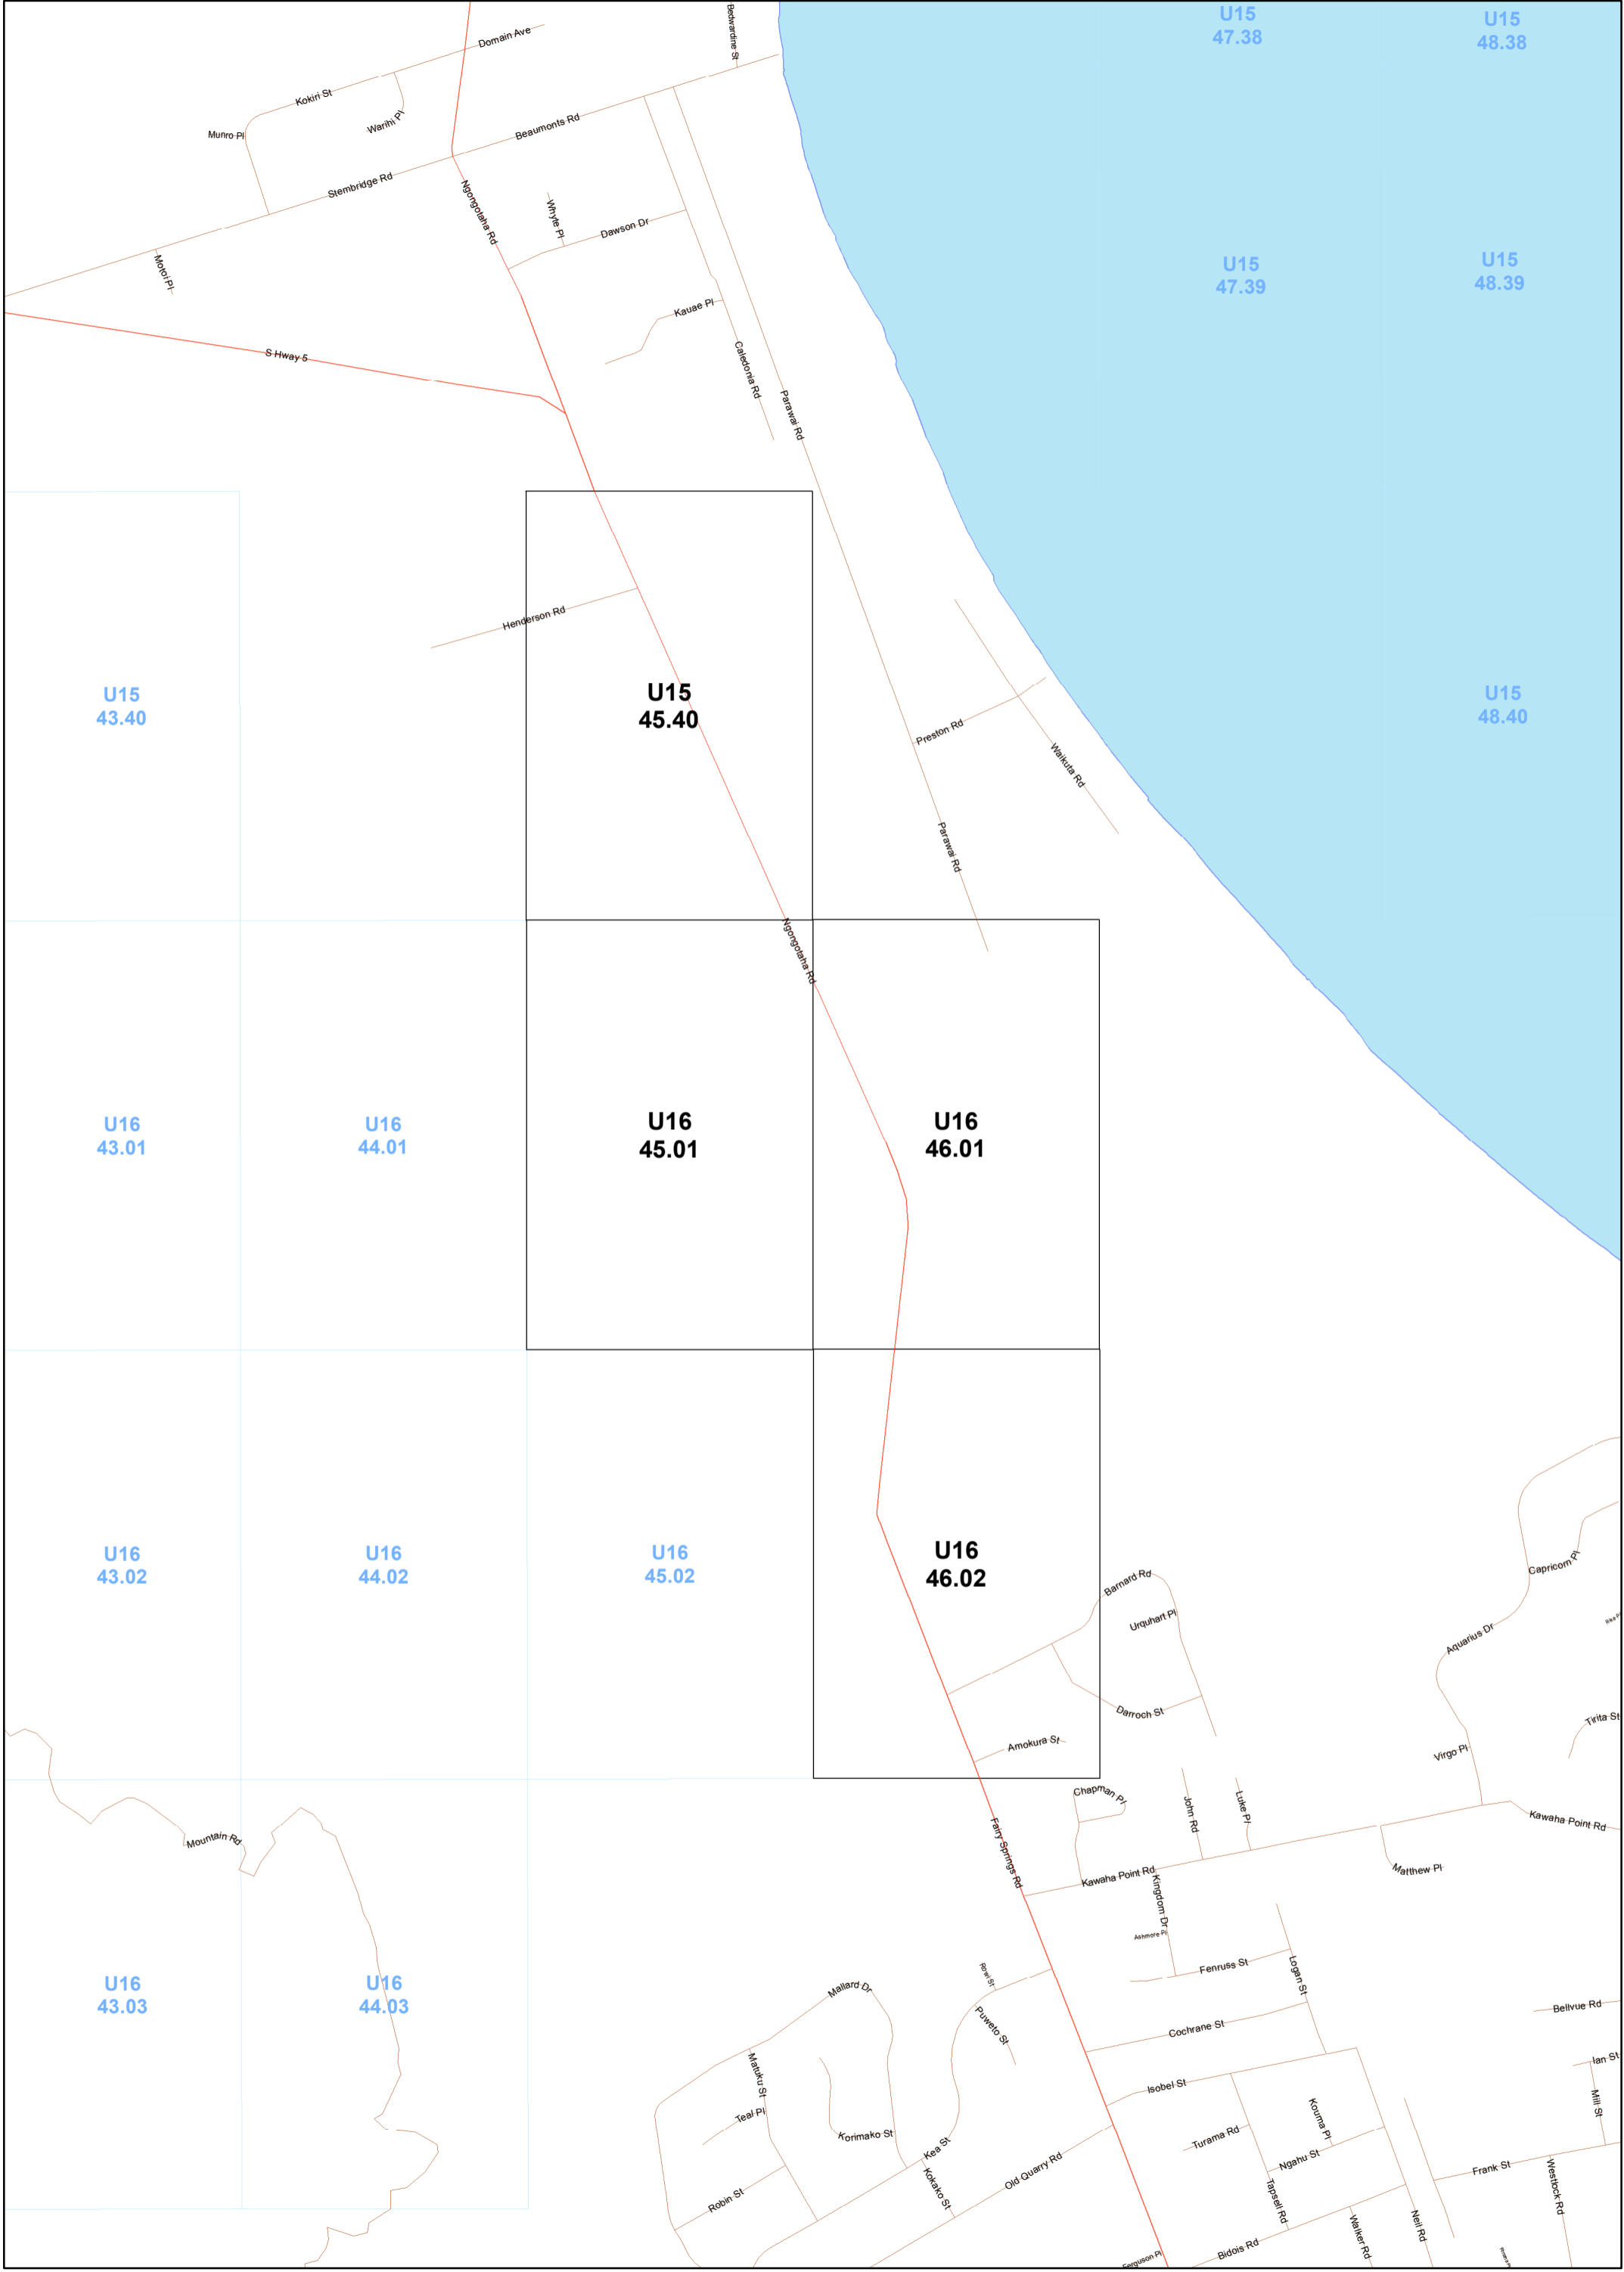 U15
47.38
U15
48.38
Bedwardine St
Domain Ave
Kokiri St
Warihi Pl
Munro Pl
Beaumonts Rd
Stembridge Rd
Ngongotaha Rd
Whyte Pl
Dawson Dr
Motoi Pl
U15
47.39
U15
48.39
Kauae Pl
S Hway 5
Caledonia Rd
Parawai Rd
Henderson Rd
U15
43.40
U15
45.40
U15
48.40
Preston Rd
Waikuta Rd
Parawai Rd
Ngongotaha Rd
U16
43.01
U16
44.01
U16
45.01
U16
46.01
U16
43.02
U16
44.02
U16
45.02
U16
46.02
Barnard Rd
Urquhart Pl
Capricorn Pl
Aquarius Dr
Darroch St
Tirita St
Amokura St
Virgo Pl
Chapman Pl
John Rd
Luke Pl
Kawaha Point Rd
Mountain Rd
Fairy Springs Rd
Kawaha Point Rd
Matthew Pl
Kingdom Dr
Ashmore Pl
Fenruss St
Logan St
U16
43.03
U16
44.03
Mallard Dr
Rowi St
Puweto St
Cochrane St
Bellvue Rd
Ian St
Matuku St
Isobel St
Mill St
Teal Pl
Korimako St
Kea St
Turama Rd
Kouma Pl
Ngahu St
Old Quarry Rd
Kokako St
Frank St
Westlock Rd
Robin St
Tapsell Rd
Walker Rd
Neil Rd
Bidois Rd
Ferguson Pl